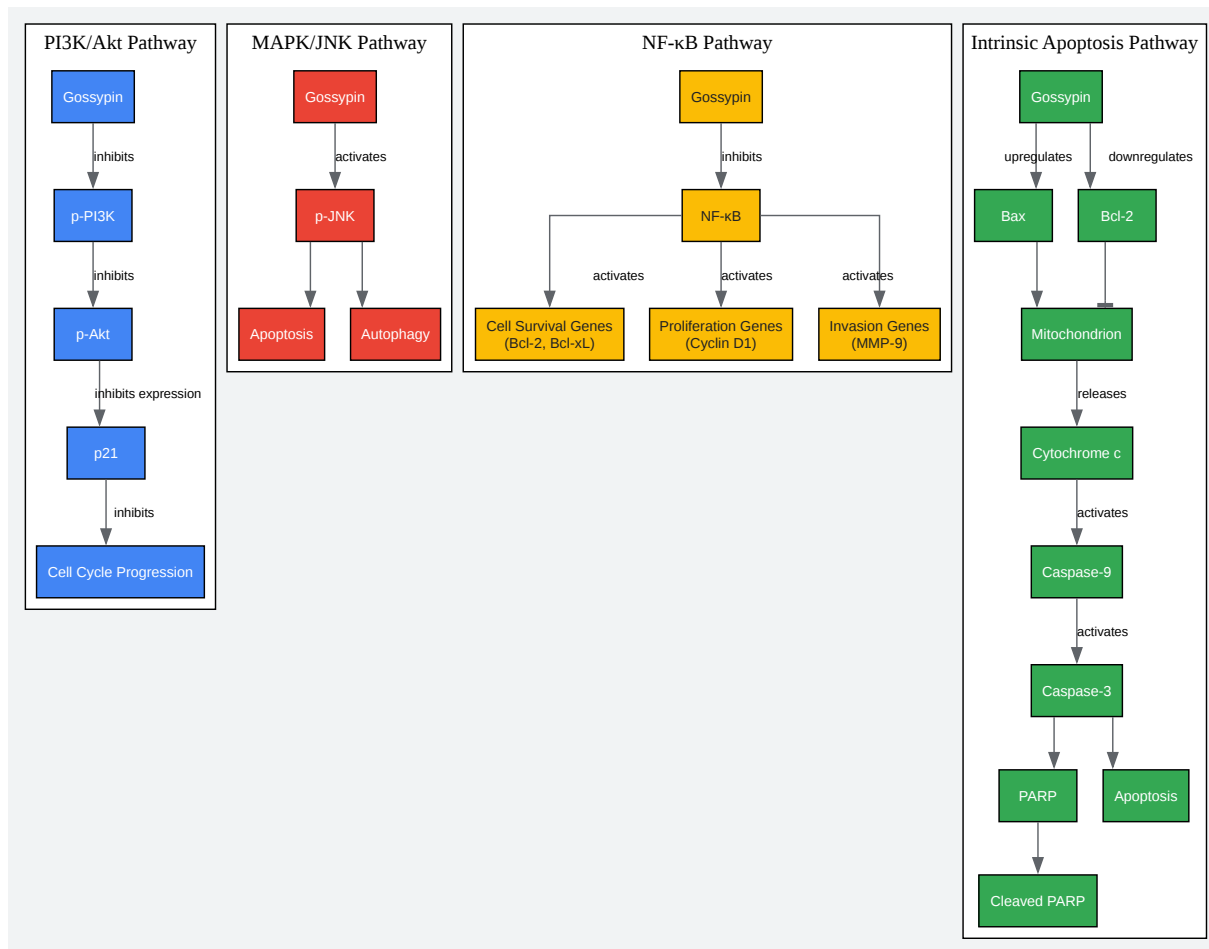 PI3K/Akt Pathway
Gossypin
inhibits
p-PI3K
inhibits
p-Akt
inhibits expression
p21
inhibits
Cell Cycle Progression
MAPK/JNK Pathway
Gossypin
activates
p-JNK
Apoptosis
Autophagy
NF-κB Pathway
Gossypin
inhibits
NF-κB
activates
activates
activates
Cell Survival Genes
(Bcl-2, Bcl-xL)
Proliferation Genes
(Cyclin D1)
Invasion Genes
(MMP-9)
Intrinsic Apoptosis Pathway
Gossypin
upregulates
downregulates
Bax
Bcl-2
Mitochondrion
releases
Cytochrome c
activates
Caspase-9
activates
Caspase-3
PARP
Apoptosis
Cleaved PARP